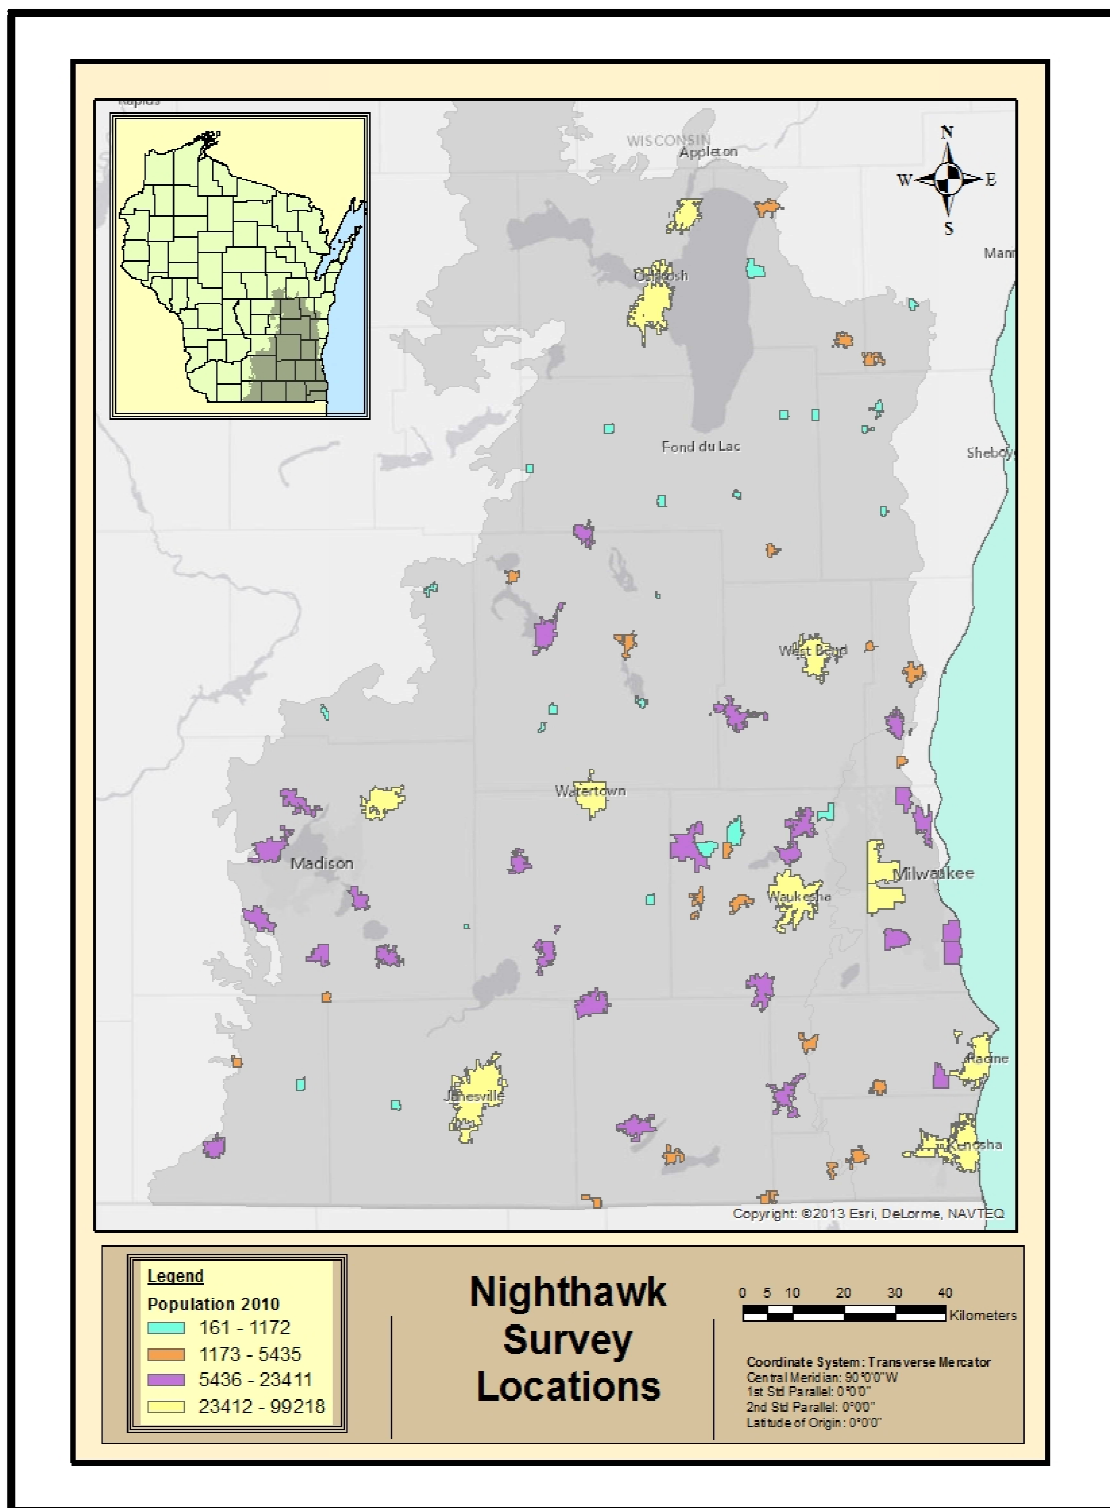 WISCONSIN
Appleton
N
W
E
S
Oshkosh
Fond du Lac
West Bend
Watertown
Madison
Milwaukee
Waukesha
Racine
Janesville
Kenosha
Copyright: ©2013 Esri, DeLorme, NAVTEQ
Legend
Population 2010
161 - 1172
1173 - 5435
5436 - 23411
23412 - 99218
Nighthawk
Survey
Locations
0 5 10 20 30 40
Kilometers
Coordinate System: Transverse Mercator
Central Meridian: 90°0'0"W
1st Std Parallel: 0°0'0"
2nd Std Parallel: 0°0'0"
Latitude of Origin: 0°0'0"